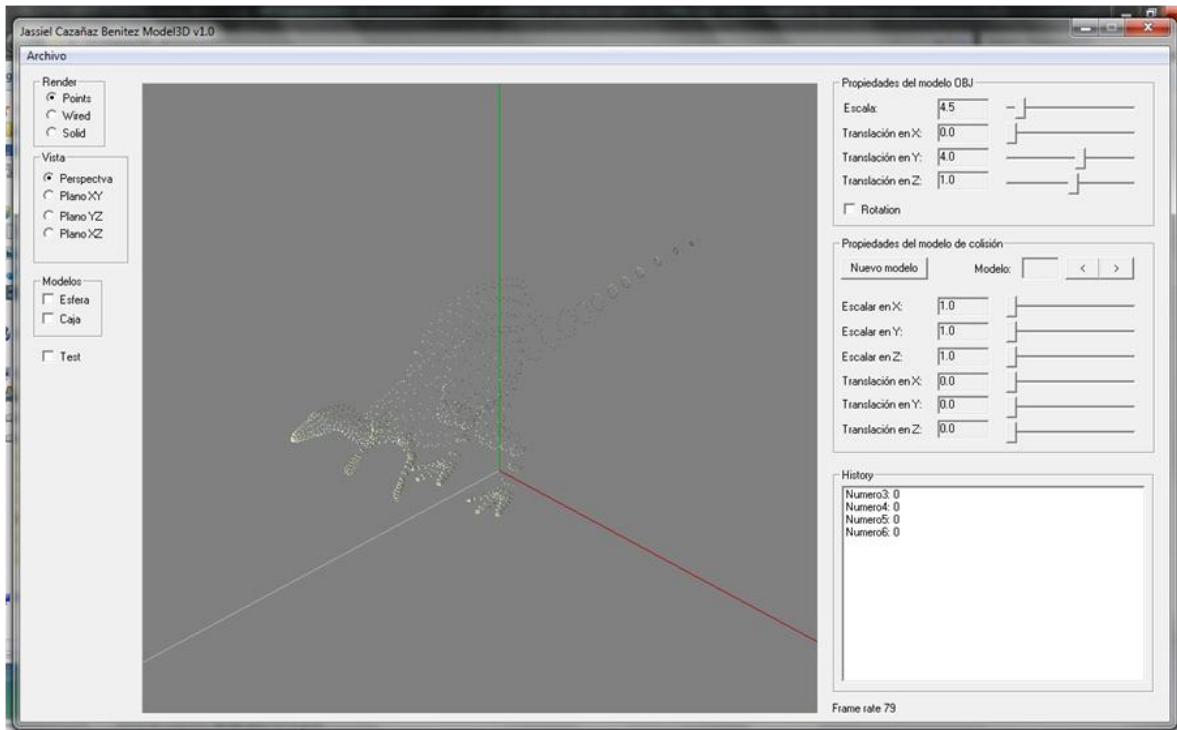 Jassiel Cazañaz Benitez Model3D v1.0
Archivo
Render
Points
Wired
Solid
Vista
Perspectva
Plano XY
Plano YZ
Plano XZ
Modelos
Esfera
Caja
Test
Propiedades del modelo OBJ
Escala: 4.5
Translación en X: 0.0
Translación en Y: 4.0
Translación en Z: 1.0
Rotation
Propiedades del modelo de colisión
Nuevo modelo Modelo: < >
Escalar en X: 1.0
Escalar en Y: 1.0
Escalar en Z: 1.0
Translación en X: 0.0
Translación en Y: 0.0
Translación en Z: 0.0
History
Numero3: 0
Numero4: 0
Numero5: 0
Numero6: 0
Frame rate 79